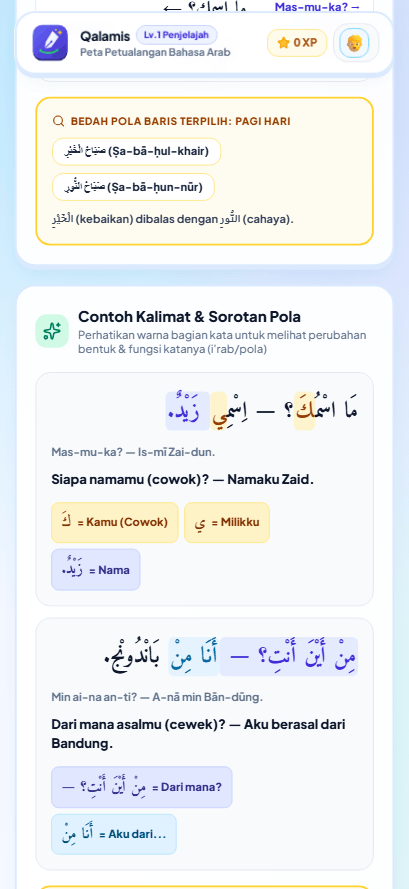 مَا اسْمُكَ؟ ← Mas-mu-ka? →
Qalamis Lv.1 Penjelajah
Peta Petualangan Bahasa Arab
0 XP
BEDAH POLA BARIS TERPILIH: PAGI HARI
صَبَاحُ الْخَيْرِ (Ṣa-bā-ḥul-khair)
صَبَاحُ النُّورِ (Ṣa-bā-ḥun-nūr)
الْخَيْرِ (kebaikan) dibalas dengan النُّورِ (cahaya).
Contoh Kalimat & Sorotan Pola
Perhatikan warna bagian kata untuk melihat perubahan
bentuk & fungsi katanya (i'rab/pola)
مَا اسْمُكَ؟ — اِسْمِي زَيْدٌ.
Mas-mu-ka? — Is-mī Zai-dun.
Siapa namamu (cowok)? — Namaku Zaid.
كَ = Kamu (Cowok)
ي = Milikku
زَيْدٌ. = Nama
مِنْ أَيْنَ أَنْتِ؟ — أَنَا مِنْ بَانْدُونْج.
Min ai-na an-ti? — A-nā min Bān-dūng.
Dari mana asalmu (cewek)? — Aku berasal dari
Bandung.
مِنْ أَيْنَ أَنْتِ؟ — = Dari mana?
أَنَا مِنْ = Aku dari...